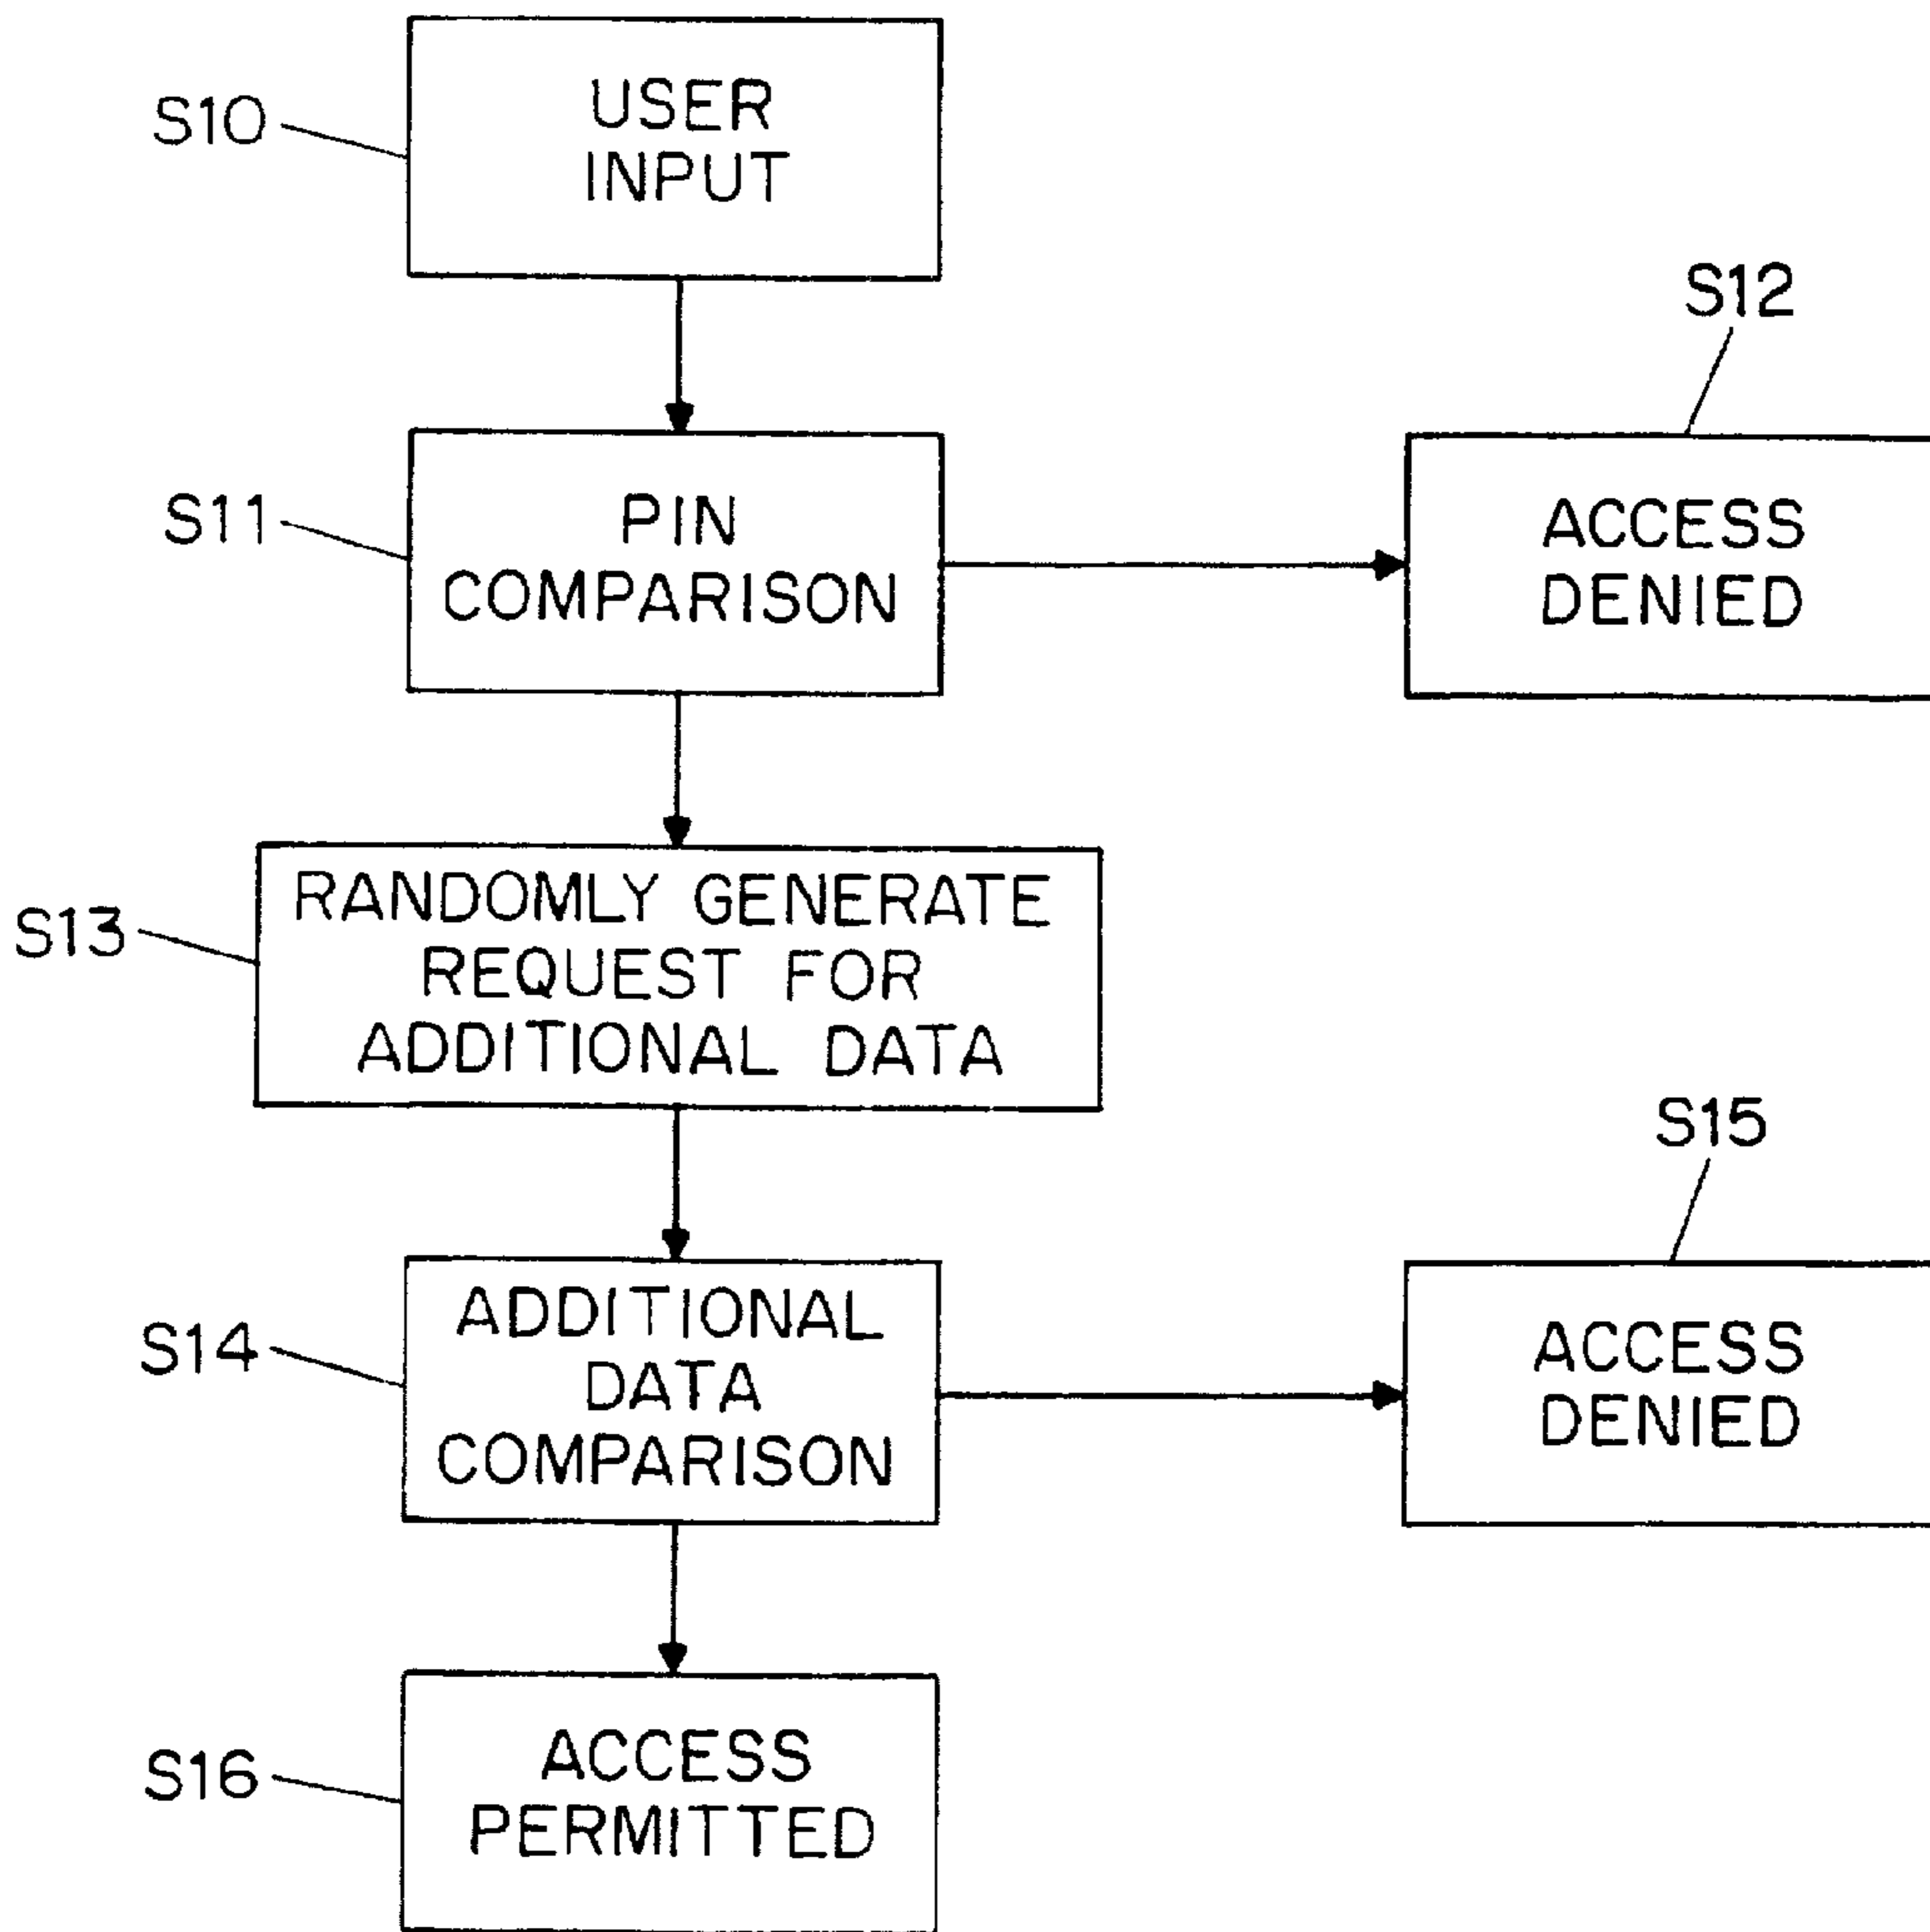 S10
USER
INPUT
S12
S11
PIN
COMPARISON
ACCESS
DENIED
S13
RANDOMLY GENERATE
REQUEST FOR
ADDITIONAL DATA
S15
S14
ADDITIONAL
DATA
COMPARISON
ACCESS
DENIED
S16
ACCESS
PERMITTED